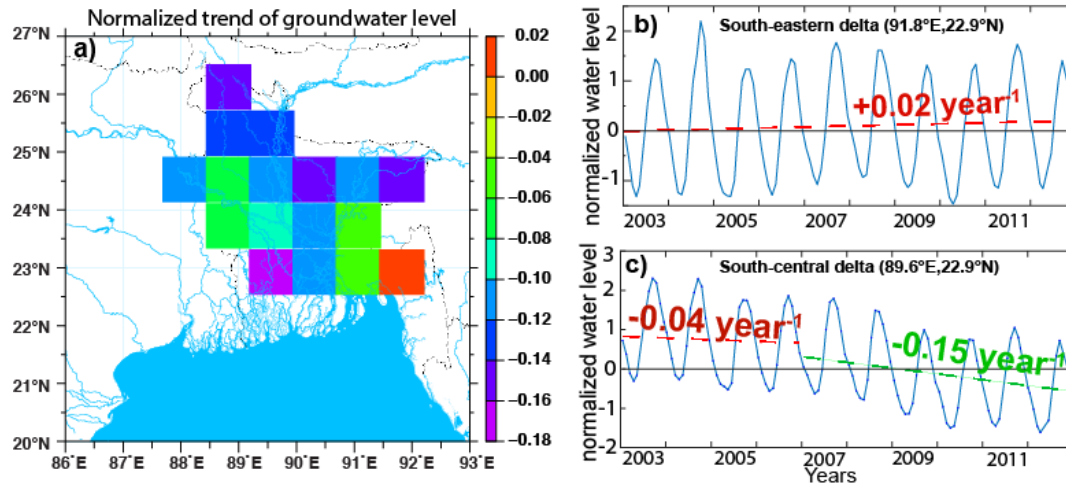 Normalized trend of groundwater level
a)
27°N
26°N
25°N
24°N
23°N
22°N
21°N
20°N
86°E 87°E 88°E 89°E 90°E 91°E 92°E 93°E
0.02
0.00
−0.02
−0.04
−0.06
−0.08
−0.10
−0.12
−0.14
−0.16
−0.18
b)
South-eastern delta (91.8°E,22.9°N)
normalized water level
2
1
0
-1
+0.02 year-1
2003 2005 2007 2009 2011
c)
South-central delta (89.6°E,22.9°N)
normalized water level
3
2
1
0
-1
-2
-0.04 year-1
-0.15 year-1
2003 2005 2007 2009 2011
Years